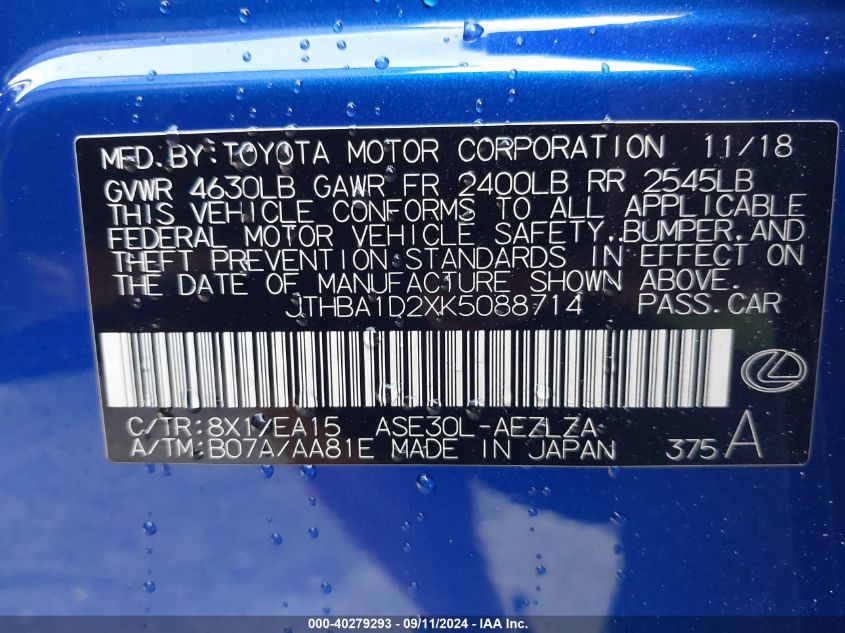 MFD.BY:TOYOTA MOTOR CORPORATION 11/18
GVWR 4630LB GAWR FR 2400LB RR 2545LB
THIS VEHICLE CONFORMS TO ALL APPLICABLE
FEDERAL MOTOR VEHICLE SAFETY, BUMPER, AND
THEFT PREVENTION STANDARDS IN EFFECT ON
THE DATE OF MANUFACTURE SHOWN ABOVE.
JTHBA1D2XK5088714 PASS.CAR
C/TR:8X1/EA15 ASE30L-AEZLZA
A/TM:B07A/AA81E MADE IN JAPAN 375A
000-40279293 - 09/11/2024 - IAA Inc.